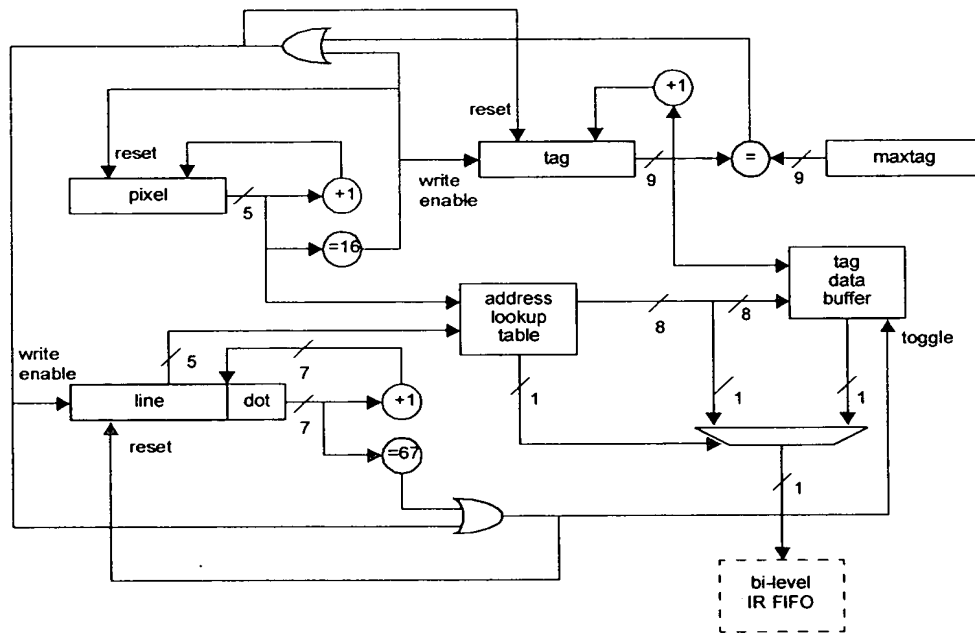 +1
reset
reset
tag
=
maxtag
9
9
write
enable
pixel
5
+1
=16
tag
data
buffer
address
lookup
table
8
8
toggle
write
enable
5
7
line
dot
+1
1
1
1
7
reset
=67
1
bi-level
IR FIFO